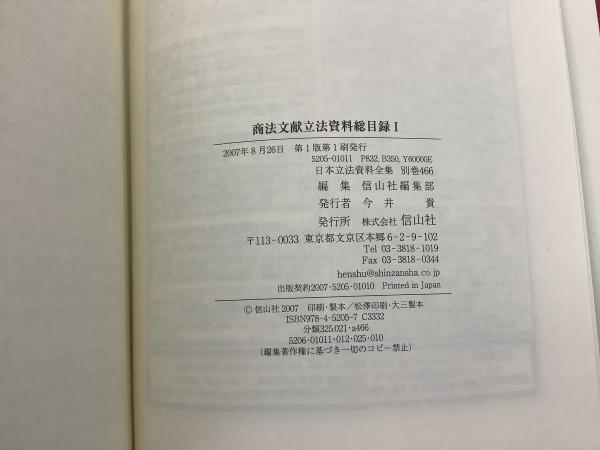 商法文献立法資料総目録 I
2007年8月26日 第1版第1刷発行
5205-01011 P832, B350, Y60000E
日本立法資料全集 別巻466
編 集 信山社編集部
発行者 今 井 貴
発行所 株式会社 信山社
〒113-0033 東京都文京区本郷6-2-9-102
Tel 03-3818-1019
Fax 03-3818-0344
henshu@shinzansha.co.jp
出版契約2007・5205・01010 Printed in Japan
© 信山社 2007 印刷・製本/松澤印刷・大三製本
ISBN978-4-5205-7 C3332
分類325.021・a466
5206・01011・012・025・010
(編集著作権に基づき一切のコピー禁止)